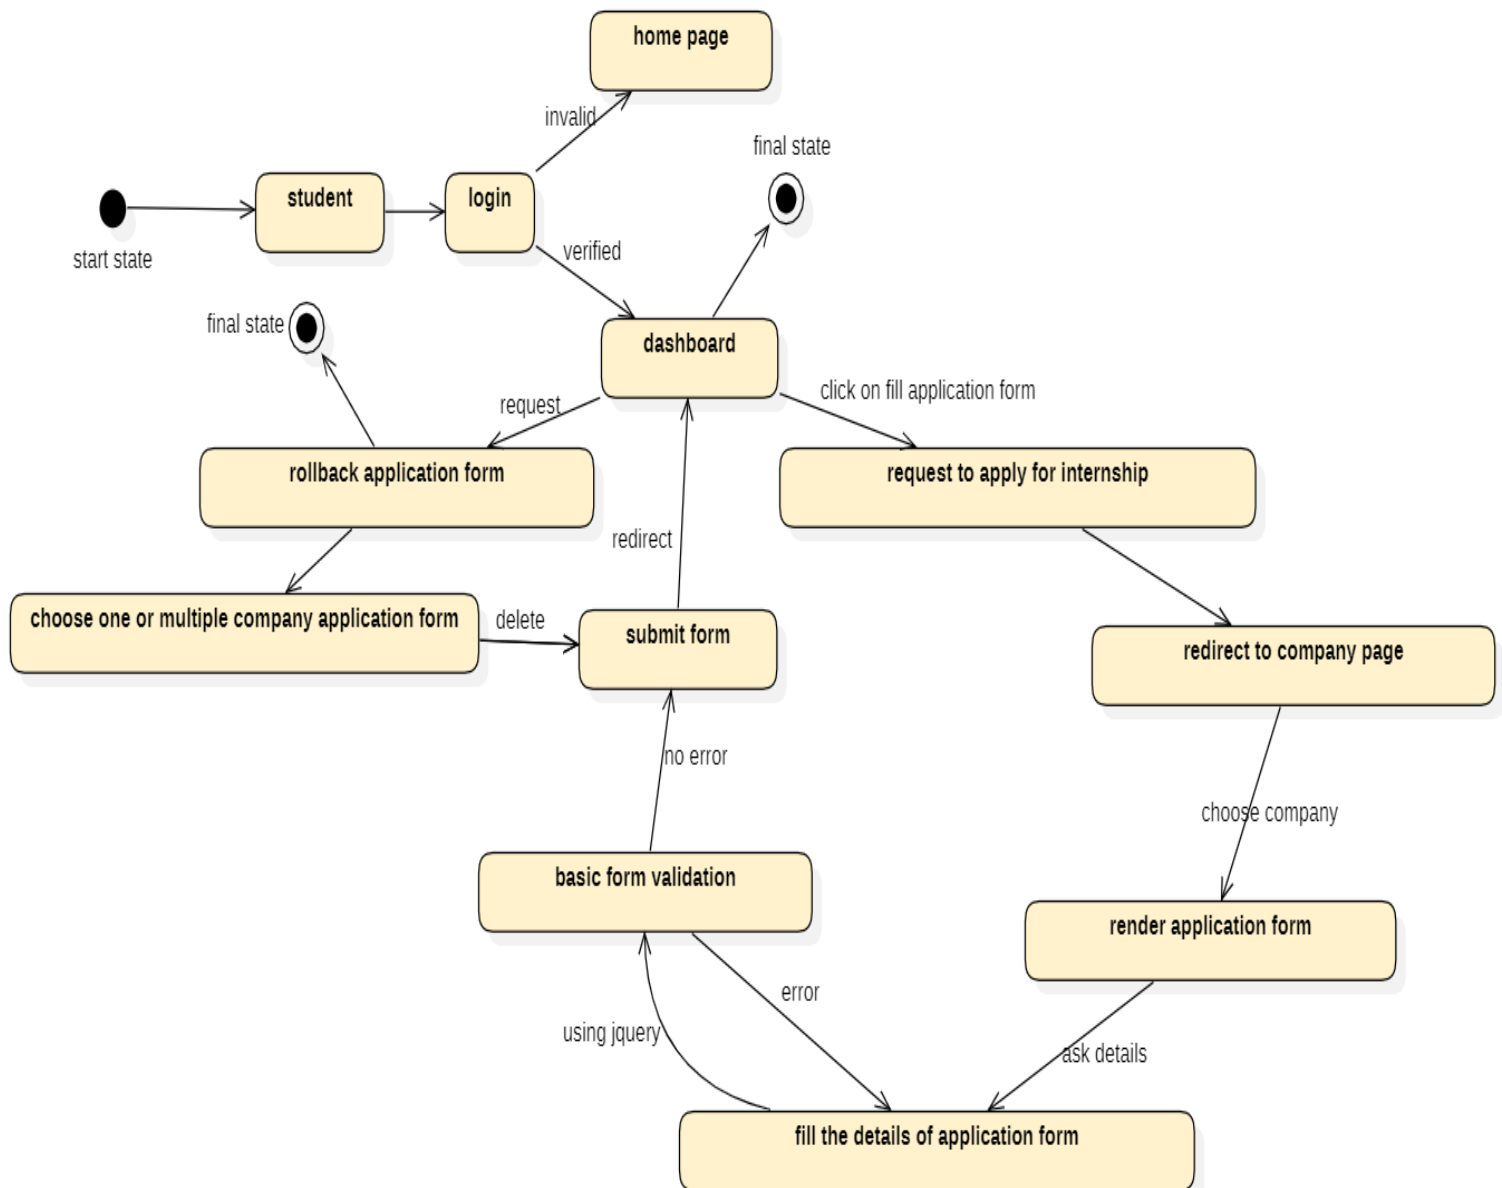 home page
invalid
final state
student
login
start state
verified
final state
dashboard
click on fill application form
request
rollback application form
request to apply for internship
redirect
choose one or multiple company application form
delete
submit form
redirect to company page
no error
choose company
basic form validation
render application form
error
using jquery
ask details
fill the details of application form